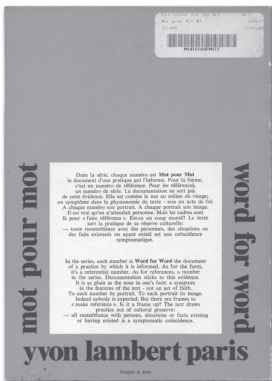 Mot pour Mot #1
mot pour mot
Dans la série, chaque numéro est Mot pour Mot
le document d'une pratique qui l'informe. Pour la forme,
c'est un numéro de référence. Pour les références,
un numéro de série. La documentation se sert pas
de cette évidence. Elle est comme le nez au milieu du visage;
un symptôme dans la physionomie du texte - non un acte de foi.
A chaque numéro son portrait. A chaque portrait son image.
Il est vrai qu'on n'attendait personne. Mais les cadres sont
là pour « faire référence ». Est-ce un coup monté? Le texte
sort la pratique de sa réserve culturelle:
— toute ressemblance avec des personnes, des situations ou
des faits existants ou ayant existé est une coïncidence
symptomatique.
In the series, each number is Word for Word the document
of a practice by which it is informed. As for the form,
it's a referential number. As for references, a number
in the series. Documentation sticks to this evidence.
It is as plain as the nose in one's face; a symptom
in the features of the text - not an act of faith.
To each number its portrait. To each portrait its image.
Indeed nobody is expected. But there are frames to
« make reference ». Is it a frame up? The text draws
practice out of cultural preserve:
— all resemblance with persons, situations or facts existing
or having existed is a symptomatic coincidence.
word for word
yvon lambert paris
Printed in Italy